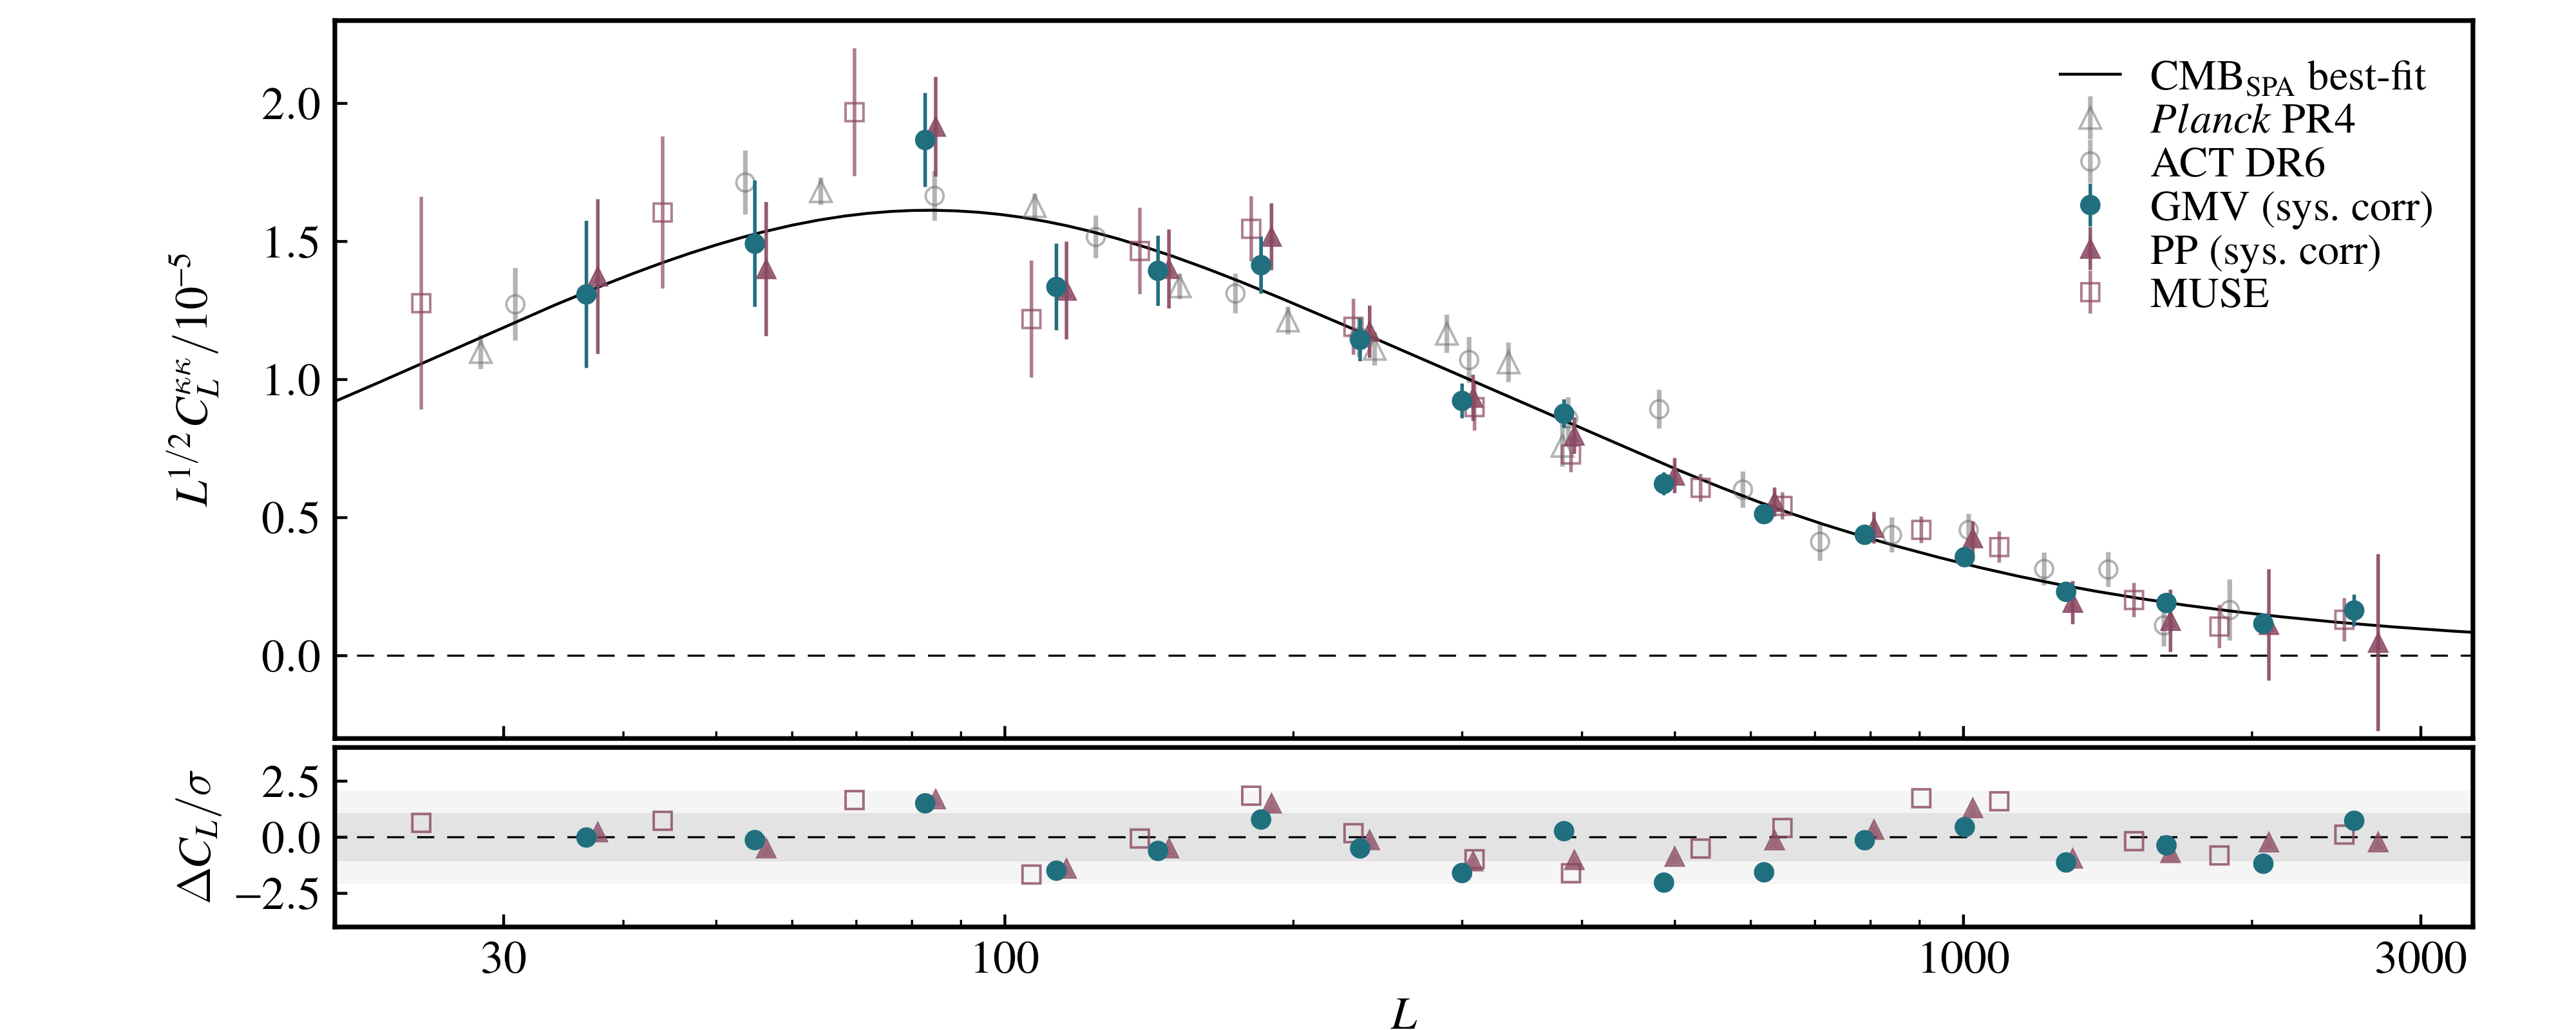 2.0
1.5
1.0
0.5
0.0
L^{1/2} C_L^{κκ} / 10^{−5}
CMB_{SPA} best-fit
Planck PR4
ACT DR6
GMV (sys. corr)
PP (sys. corr)
MUSE
2.5
0.0
−2.5
ΔC_L/σ
30 100 1000 3000
L